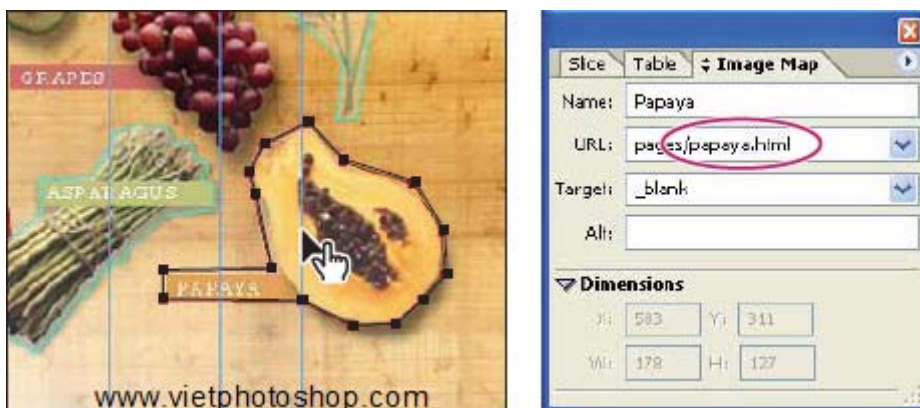 GRAPES
ASPARAGUS
PAPAYA
www.vietphotoshop.com
Slice Table Image Map
Name: Papaya
URL: pages/papaya.html
Target: _blank
Alt:
Dimensions
X: 583 Y: 311
W: 178 H: 127